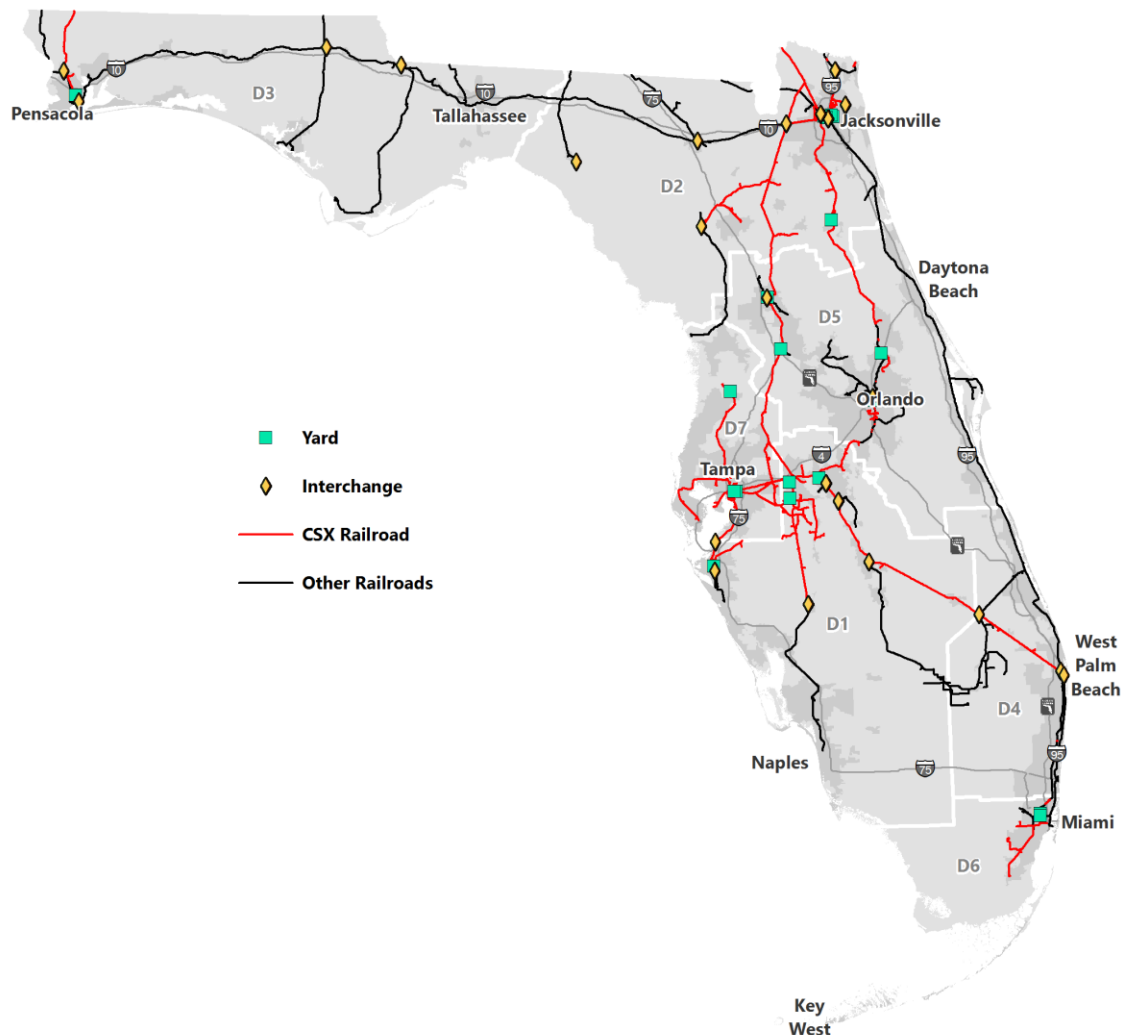 10
D3
Pensacola
Tallahassee
10
75
10
95
Jacksonville
D2
Daytona
Beach
D5
Orlando
D7
4
Tampa
95
75
Yard
Interchange
CSX Railroad
Other Railroads
D1
West
Palm
Beach
D4
95
Naples
75
Miami
D6
Key
West